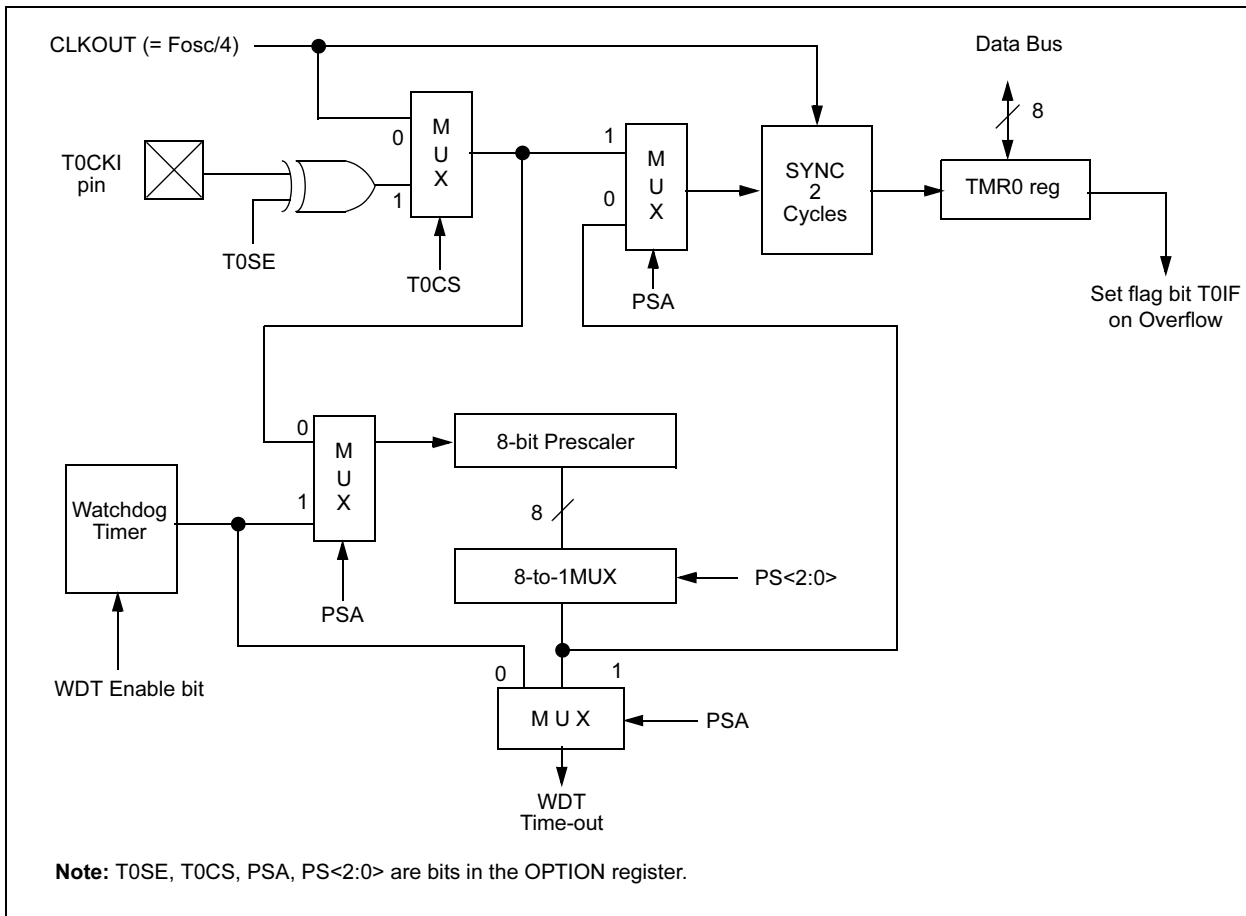 CLKOUT (= Fosc/4)
Data Bus
8
T0CKI
pin
0
1
M
U
X
1
0
M
U
X
SYNC
2
Cycles
TMR0 reg
T0SE
T0CS
PSA
Set flag bit T0IF
on Overflow
0
1
M
U
X
8-bit Prescaler
Watchdog
Timer
8
8-to-1MUX
PS<2:0>
PSA
WDT Enable bit
0
1
M U X
PSA
WDT
Time-out
Note: T0SE, T0CS, PSA, PS<2:0> are bits in the OPTION register.